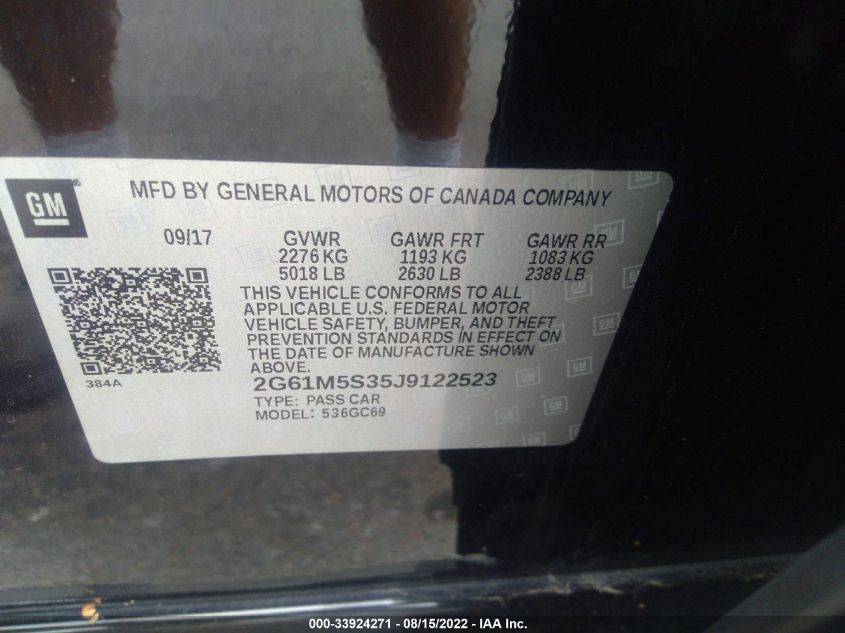 GM
MFD BY GENERAL MOTORS OF CANADA COMPANY
09/17 GVWR GAWR FRT GAWR RR
2276 KG 1193 KG 1083 KG
5018 LB 2630 LB 2388 LB
THIS VEHICLE CONFORMS TO ALL
APPLICABLE U.S. FEDERAL MOTOR
VEHICLE SAFETY, BUMPER, AND THEFT
PREVENTION STANDARDS IN EFFECT ON
THE DATE OF MANUFACTURE SHOWN
ABOVE.
384A
2G61M5S35J9122523
TYPE: PASS CAR
MODEL: 536GC69
000-33924271 - 08/15/2022 - IAA Inc.